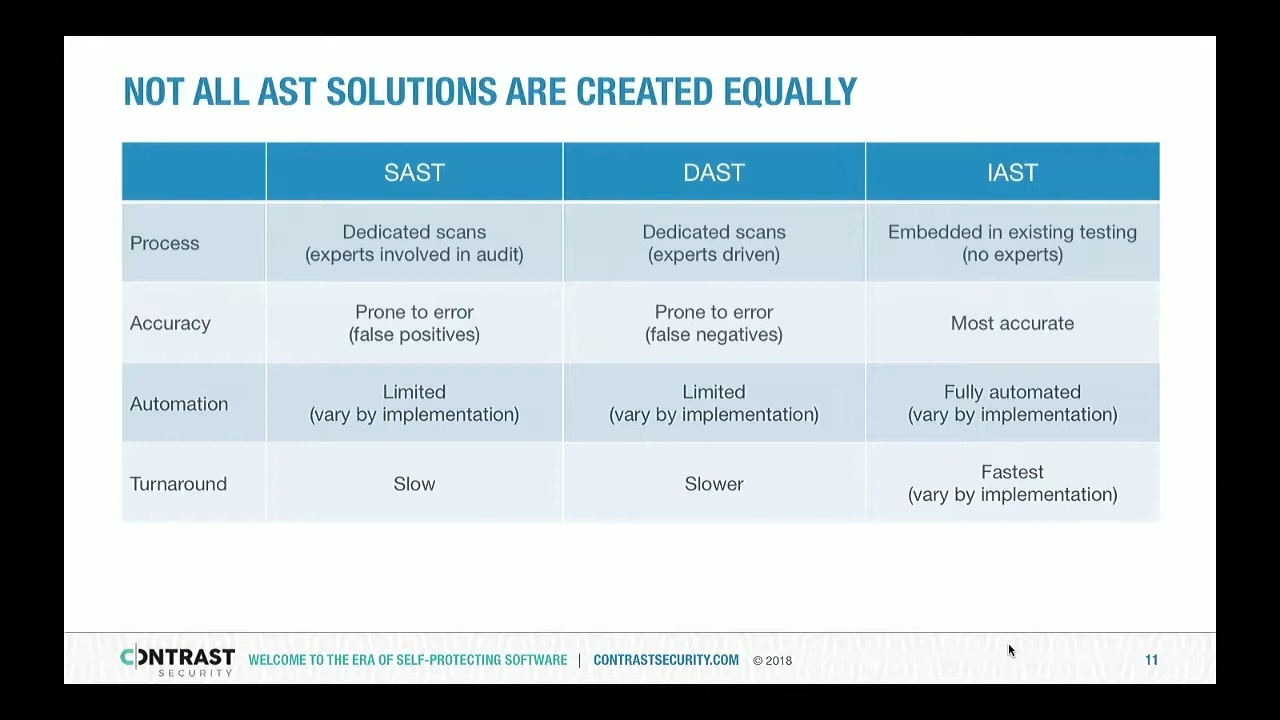 NOT ALL AST SOLUTIONS ARE CREATED EQUALLY
SAST DAST IAST
Process
Dedicated scans
(experts involved in audit)
Dedicated scans
(experts driven)
Embedded in existing testing
(no experts)
Accuracy
Prone to error
(false positives)
Prone to error
(false negatives)
Most accurate
Automation
Limited
(vary by implementation)
Limited
(vary by implementation)
Fully automated
(vary by implementation)
Turnaround
Slow
Slower
Fastest
(vary by implementation)
CONTRAST
SECURITY
WELCOME TO THE ERA OF SELF-PROTECTING SOFTWARE | CONTRASTSECURITY.COM © 2018
11